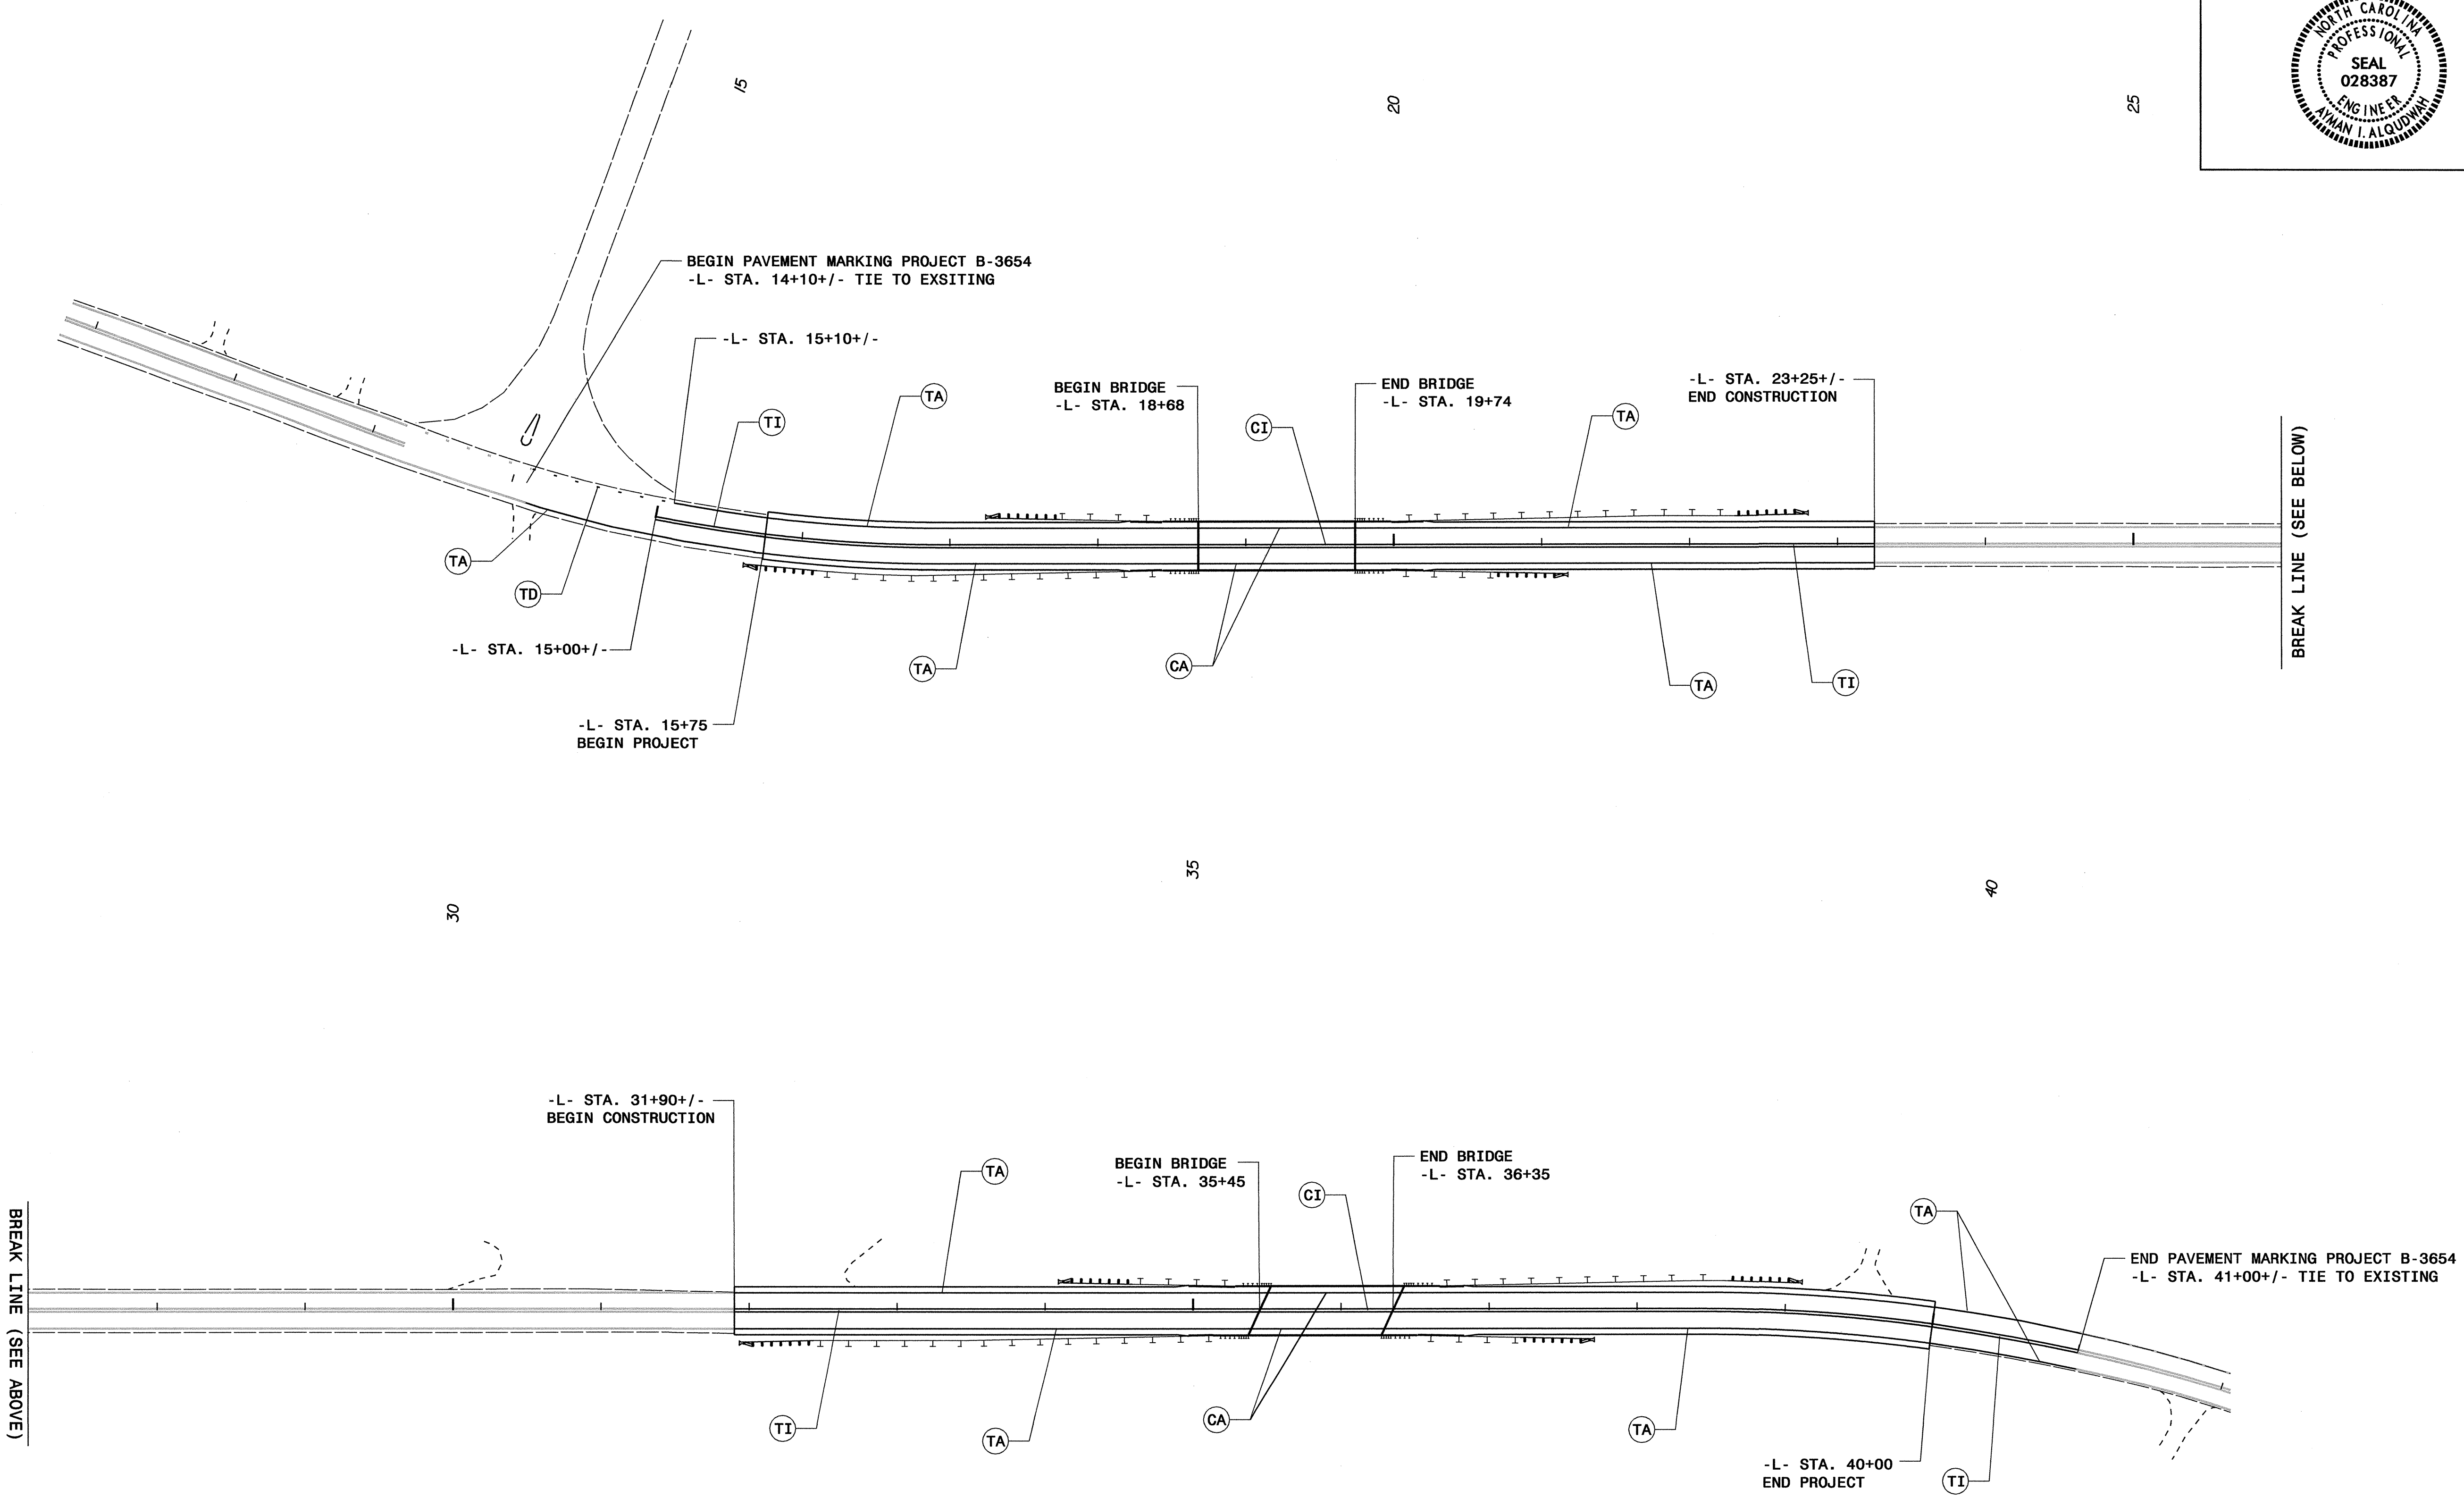 NORTH CAROLINA
PROFESSIONAL
SEAL
028387
ENGINEER
AYMAN I. ALQUDWAH
15
20
25
BEGIN PAVEMENT MARKING PROJECT B-3654
-L- STA. 14+10+/- TIE TO EXSITING
-L- STA. 15+10+/-
TI
TA
BEGIN BRIDGE
-L- STA. 18+68
CI
END BRIDGE
-L- STA. 19+74
TA
-L- STA. 23+25+/-
END CONSTRUCTION
BREAK LINE (SEE BELOW)
TA
TD
-L- STA. 15+00+/-
TA
CA
TA
TI
-L- STA. 15+75
BEGIN PROJECT
30
35
40
-L- STA. 31+90+/-
BEGIN CONSTRUCTION
TA
BEGIN BRIDGE
-L- STA. 35+45
CI
END BRIDGE
-L- STA. 36+35
TA
END PAVEMENT MARKING PROJECT B-3654
-L- STA. 41+00+/- TIE TO EXISTING
BREAK LINE (SEE ABOVE)
TI
TA
CA
TA
-L- STA. 40+00
END PROJECT
TI